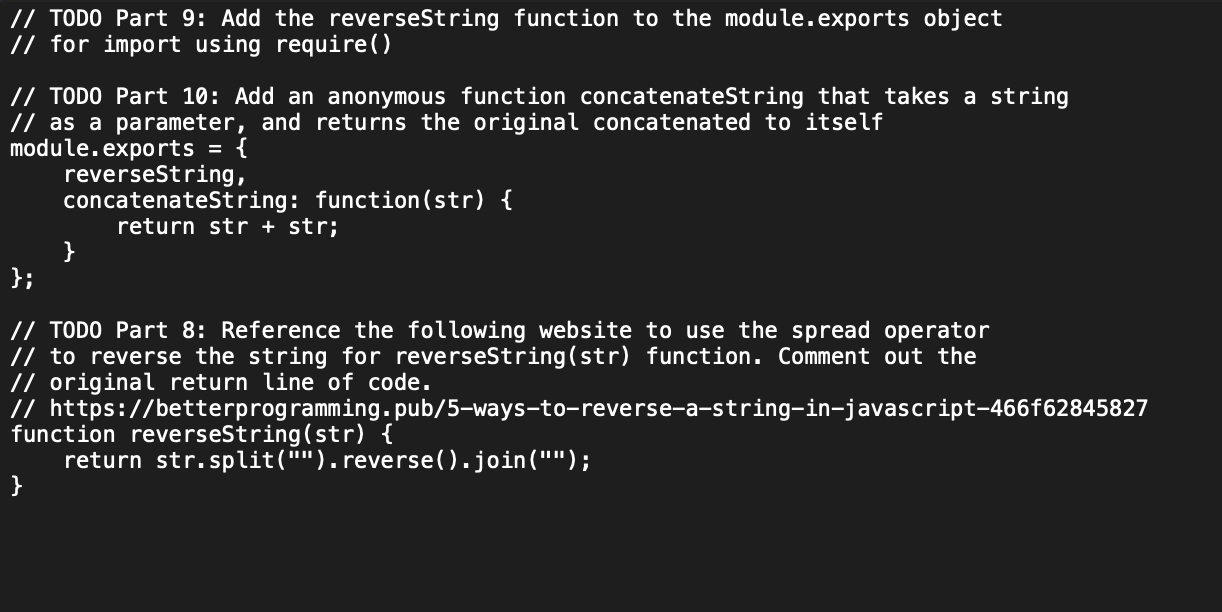 // TODO Part 9: Add the reverseString function to the module.exports object
// for import using require()

// TODO Part 10: Add an anonymous function concatenateString that takes a string
// as a parameter, and returns the original concatenated to itself
module.exports = {
    reverseString,
    concatenateString: function(str) {
        return str + str;
    }
};

// TODO Part 8: Reference the following website to use the spread operator
// to reverse the string for reverseString(str) function. Comment out the
// original return line of code.
// https://betterprogramming.pub/5-ways-to-reverse-a-string-in-javascript-466f62845827
function reverseString(str) {
    return str.split("").reverse().join("");
}